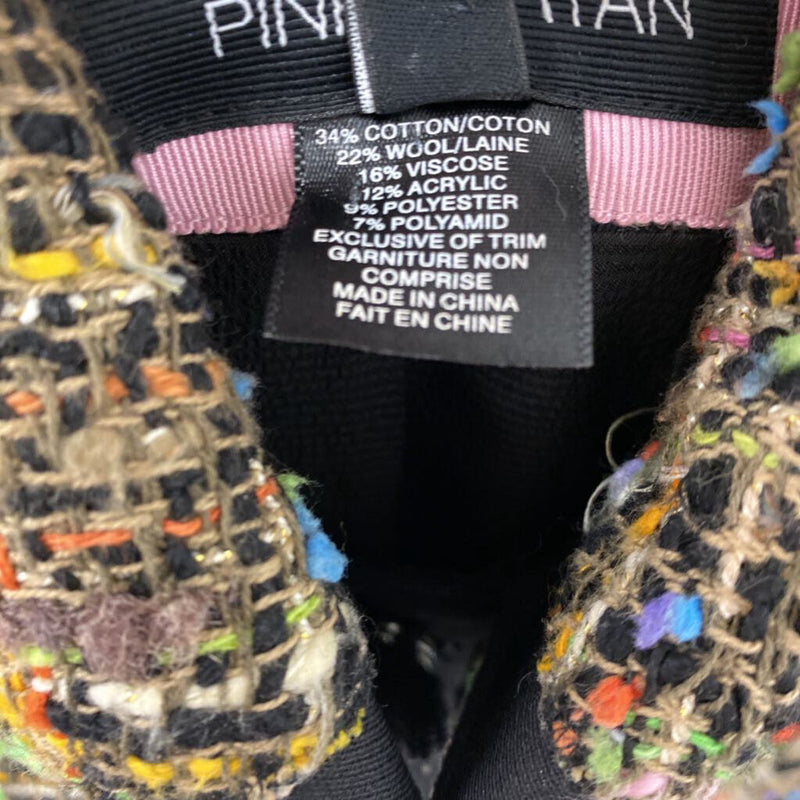 34% COTTON/COTON
22% WOOL/LAINE
16% VISCOSE
12% ACRYLIC
9% POLYESTER
7% POLYAMID
EXCLUSIVE OF TRIM
GARNITURE NON
COMPRISE
MADE IN CHINA
FAIT EN CHINE